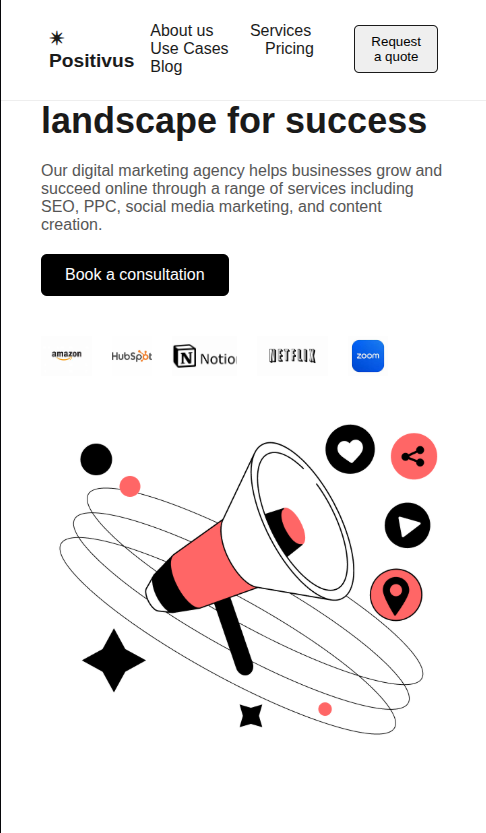 ✷
Positivus
About us Services
Use Cases Pricing
Blog
Request
a quote
landscape for success
Our digital marketing agency helps businesses grow and
succeed online through a range of services including
SEO, PPC, social media marketing, and content
creation.
Book a consultation
amazon HubSpot Notion NETFLIX zoom